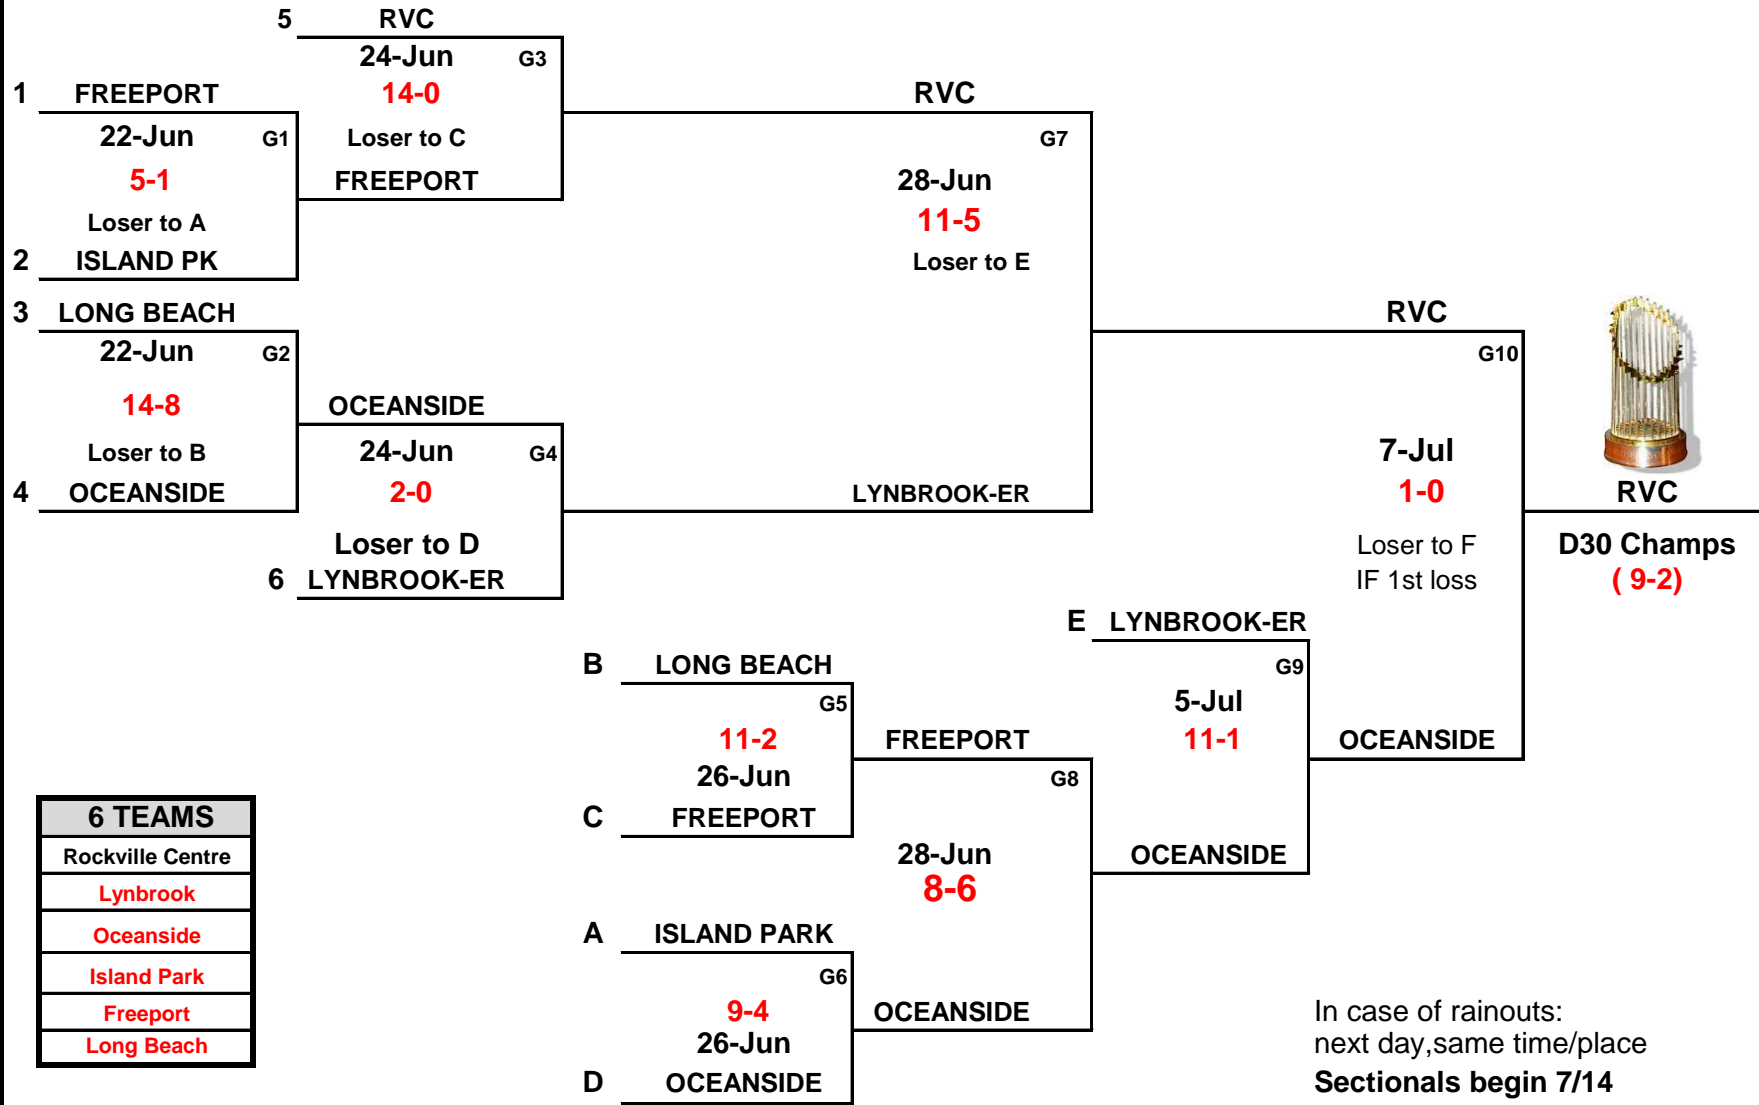 5 RVC
24-Jun G3
14-0
Loser to C
FREEPORT
1 FREEPORT
22-Jun G1
5-1
Loser to A
2 ISLAND PK
3 LONG BEACH
22-Jun G2
14-8
Loser to B
4 OCEANSIDE
OCEANSIDE
24-Jun G4
2-0
Loser to D
6 LYNBROOK-ER
RVC
G7
28-Jun
11-5
Loser to E
LYNBROOK-ER
RVC
G10
7-Jul
1-0
Loser to F
IF 1st loss
RVC
D30 Champs
( 9-2)
E LYNBROOK-ER
G9
5-Jul
11-1
OCEANSIDE
OCEANSIDE
B LONG BEACH
G5
11-2
26-Jun
C FREEPORT
FREEPORT
G8
28-Jun
8-6
A ISLAND PARK
G6
9-4
26-Jun
D OCEANSIDE
OCEANSIDE
6 TEAMS
Rockville Centre
Lynbrook
Oceanside
Island Park
Freeport
Long Beach
In case of rainouts:
next day,same time/place
Sectionals begin 7/14